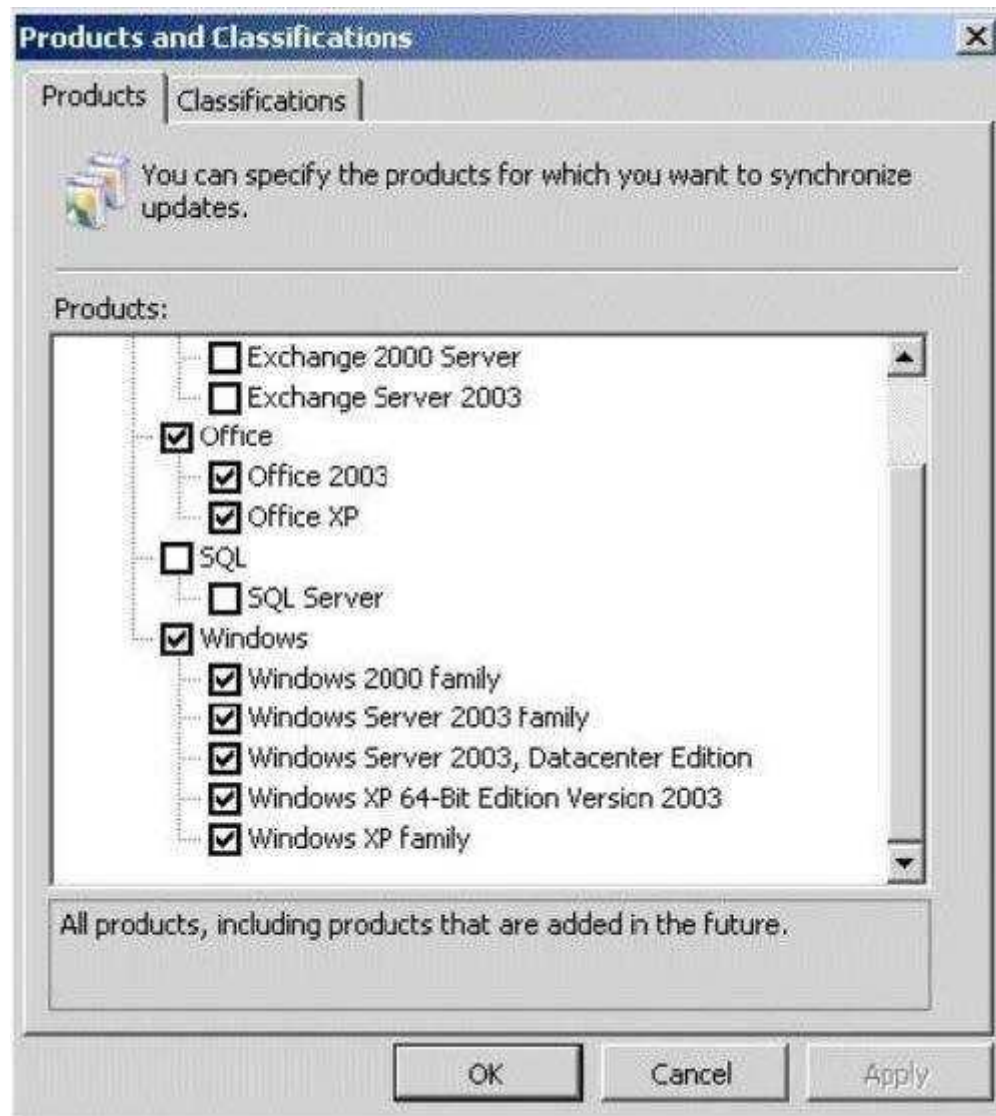 Products and Classifications
Products
Classifications
You can specify the products for which you want to synchronize
updates.
Products:
Exchange 2000 Server
Exchange Server 2003
Office
Office 2003
Office XP
SQL
SQL Server
Windows
Windows 2000 family
Windows Server 2003 family
Windows Server 2003, Datacenter Edition
Windows XP 64-Bit Edition Version 2003
Windows XP family
All products, including products that are added in the future.
OK
Cancel
Apply